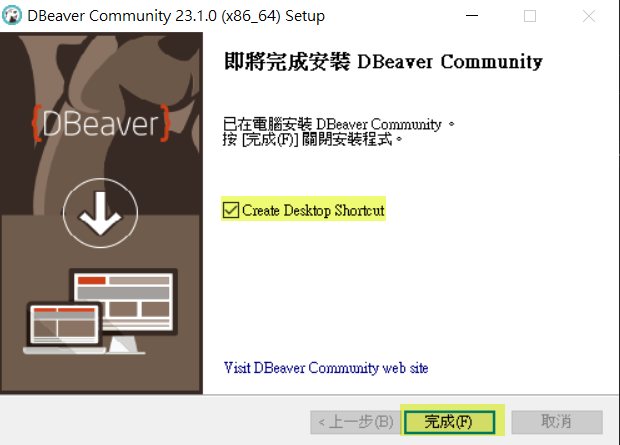 DBeaver Community 23.1.0 (x86_64) Setup
即將完成安裝 DBeaver Community
{DBeaver}
已在電腦安裝 DBeaver Community 。
按 [完成(F)] 關閉安裝程式。
Create Desktop Shortcut
Visit DBeaver Community web site
< 上一步(B) 完成(F) 取消